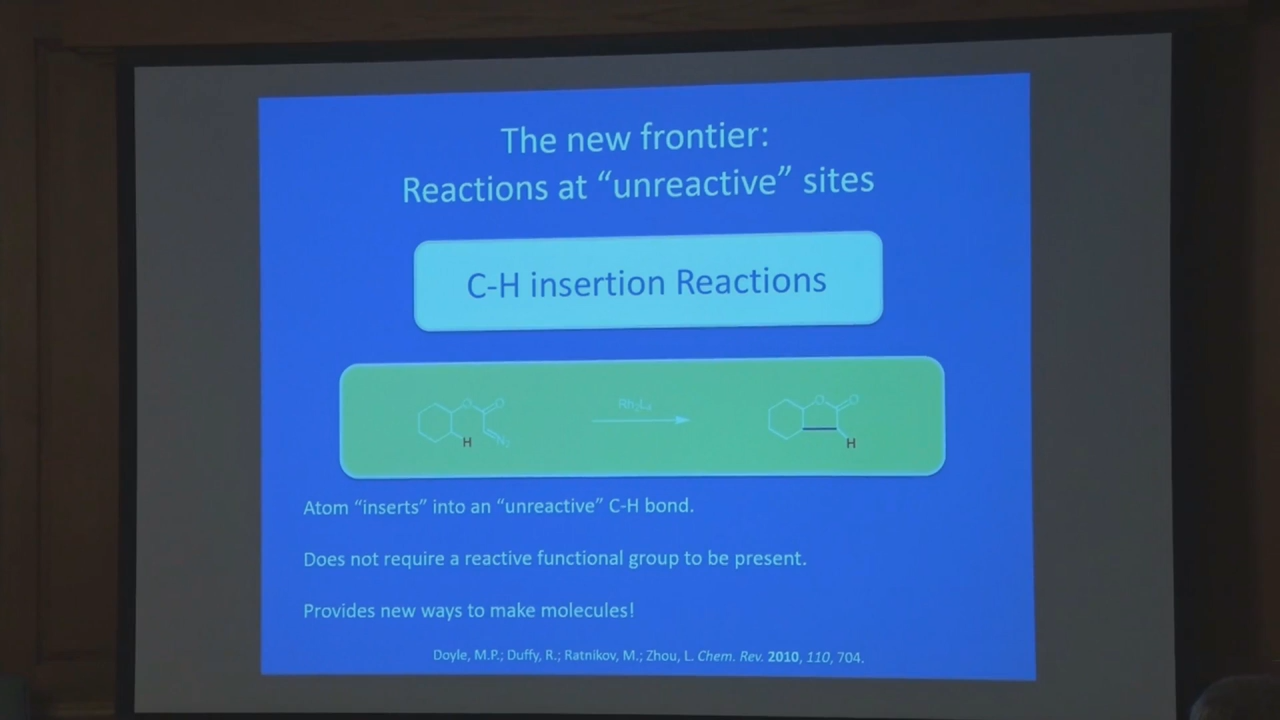 The new frontier:
Reactions at “unreactive” sites
C-H insertion Reactions
O
O
Rh₂L₄
O
O
H
N₂
H
Atom “inserts” into an “unreactive” C-H bond.
Does not require a reactive functional group to be present.
Provides new ways to make molecules!
Doyle, M.P.; Duffy, R.; Ratnikov, M.; Zhou, L. Chem. Rev. 2010, 110, 704.